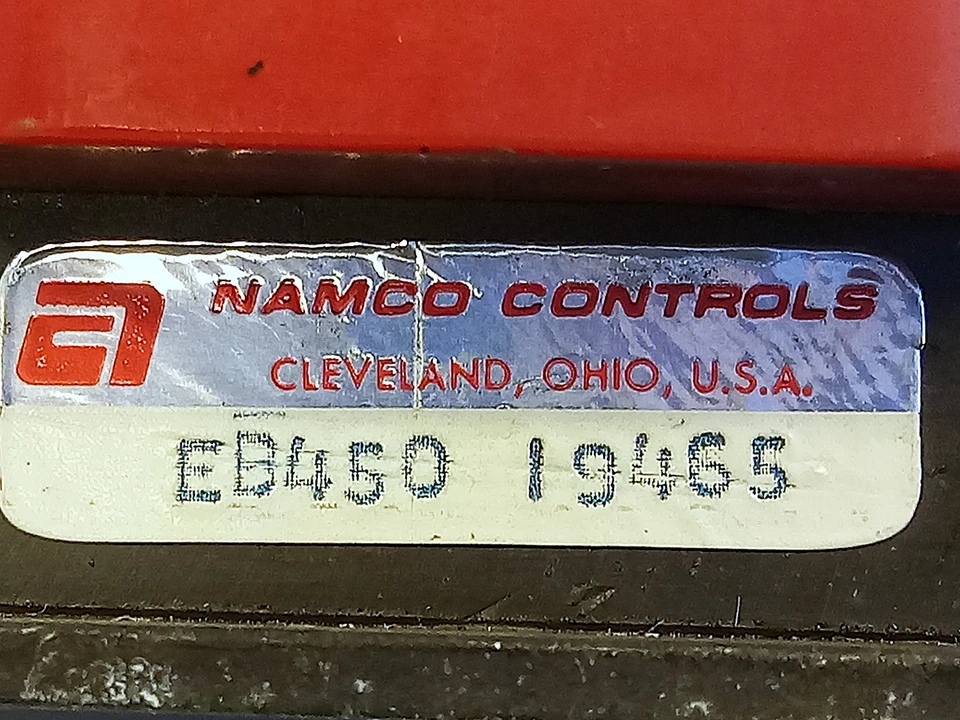 NAMCO CONTROLS
CLEVELAND, OHIO, U.S.A.
EB450 19465